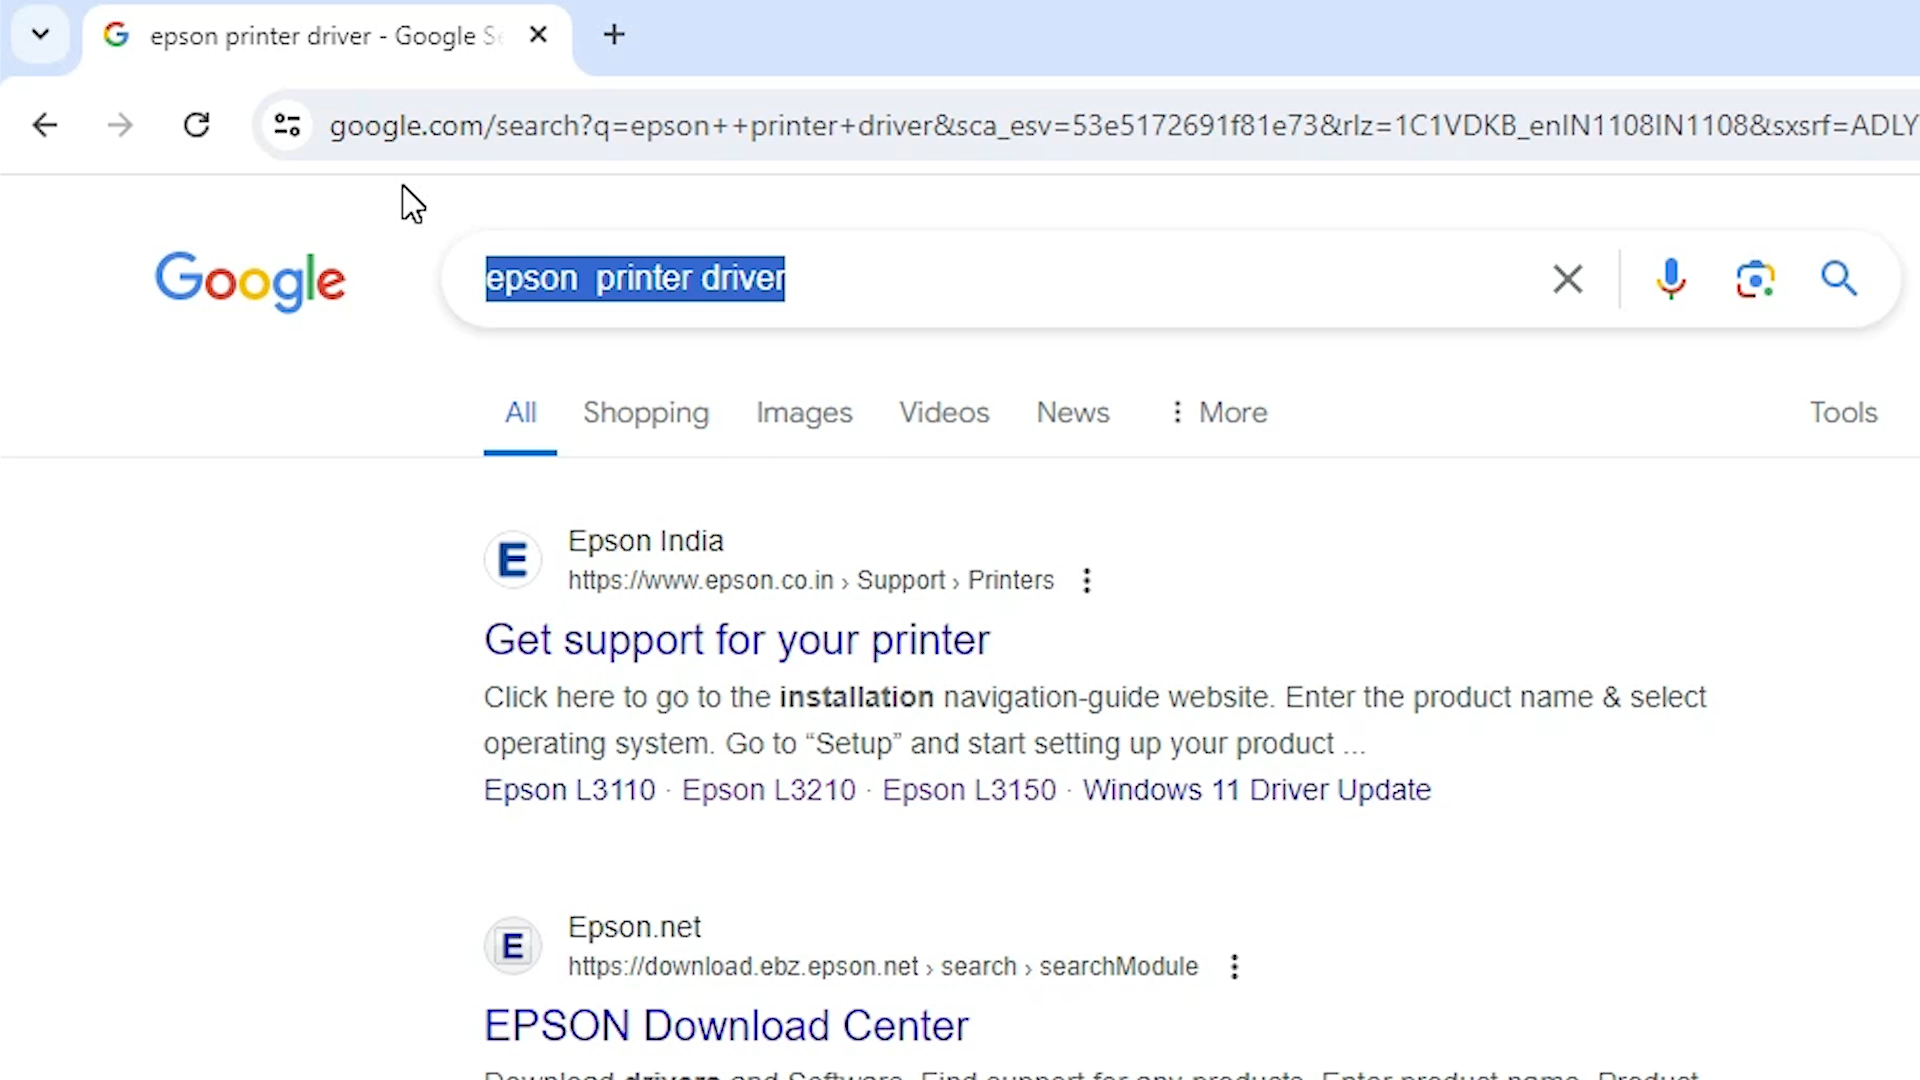 epson printer driver - Google Se
google.com/search?q=epson++printer+driver&sca_esv=53e5172691f81e73&rlz=1C1VDKB_enIN1108IN1108&sxsrf=ADLY
Google
epson  printer driver
All Shopping Images Videos News More Tools
E Epson India
https://www.epson.co.in › Support › Printers
Get support for your printer
Click here to go to the installation navigation-guide website. Enter the product name & select
operating system. Go to “Setup” and start setting up your product ...
Epson L3110 · Epson L3210 · Epson L3150 · Windows 11 Driver Update
E Epson.net
https://download.ebz.epson.net › search › searchModule
EPSON Download Center
Download drivers and Software. Find support for any products. Enter product name. Product